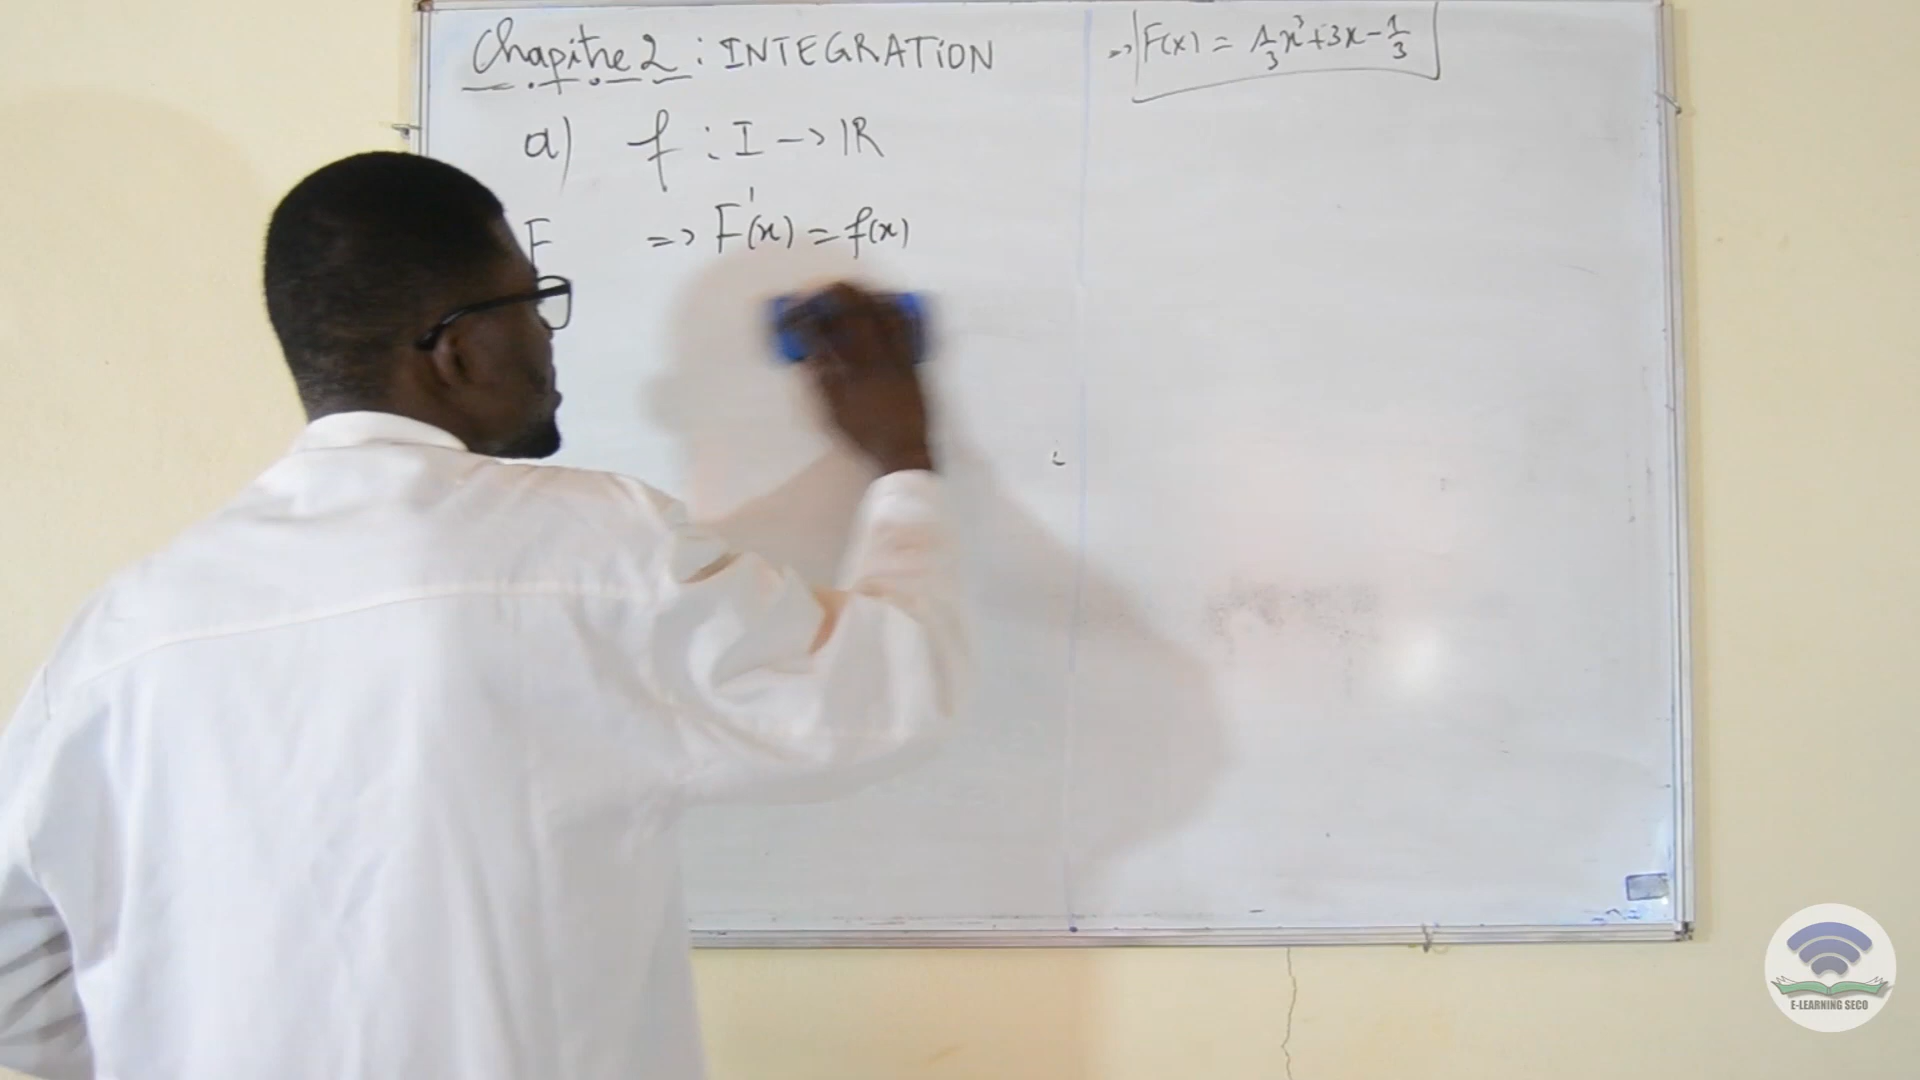 Chapitre 2 : INTEGRATION
a) f : I -> IR
F => F'(x) = f(x)
=> F(x) = 1/3 x³ + 3x - 1/3
E-LEARNING SECO